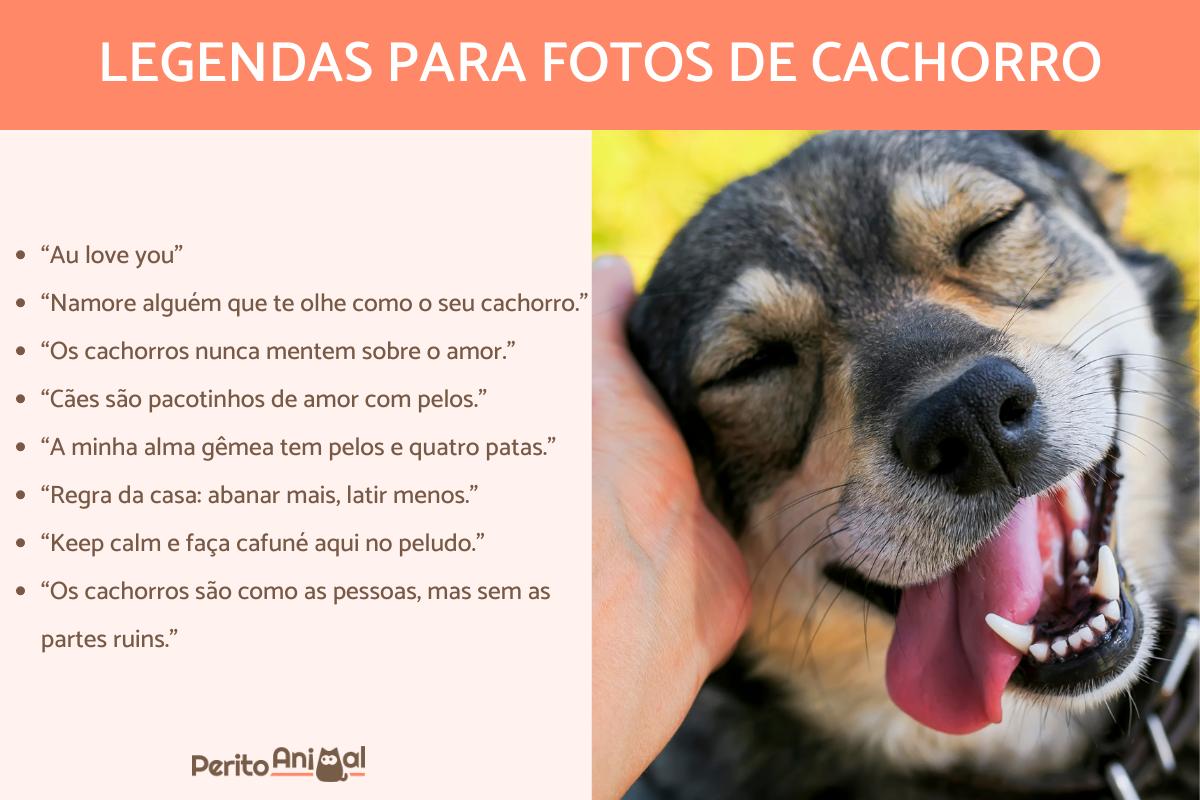 LEGENDAS PARA FOTOS DE CACHORRO
• “Au love you”
• “Namore alguém que te olhe como o seu cachorro.”
• “Os cachorros nunca mentem sobre o amor.”
• “Cães são pacotinhos de amor com pelos.”
• “A minha alma gêmea tem pelos e quatro patas.”
• “Regra da casa: abanar mais, latir menos.”
• “Keep calm e faça cafuné aqui no peludo.”
• “Os cachorros são como as pessoas, mas sem as
partes ruins.”
Perito Animal